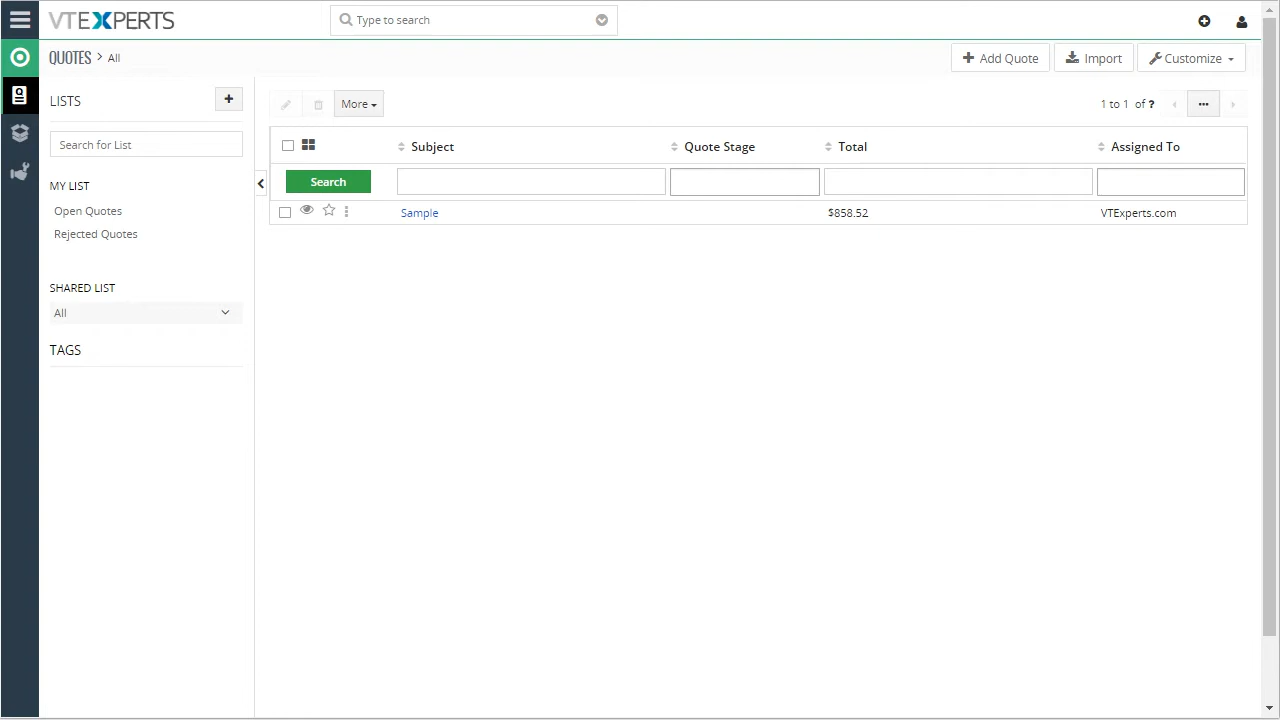 VTEXPERTS
Type to search
QUOTES > All
Add Quote
Import
Customize
LISTS
Search for List
MY LIST
Open Quotes
Rejected Quotes
SHARED LIST
All
TAGS
More
1 to 1 of ?
Subject
Quote Stage
Total
Assigned To
Search
Sample
$858.52
VTExperts.com